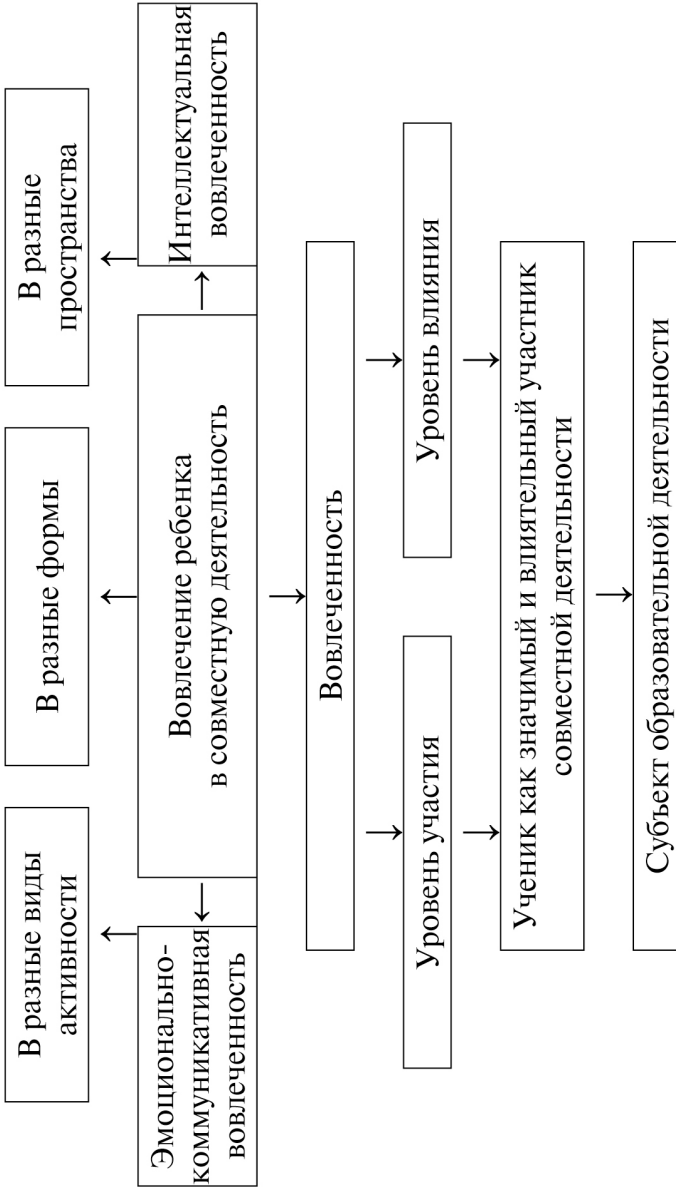 В разные виды
активности
В разные формы
В разные
пространства
Эмоционально-
коммуникативная
вовлеченность
Вовлечение ребенка
в совместную деятельность
Интеллектуальная
вовлеченность
Вовлеченность
Уровень участия
Уровень влияния
Ученик как значимый и влиятельный участник
совместной деятельности
Субъект образовательной деятельности